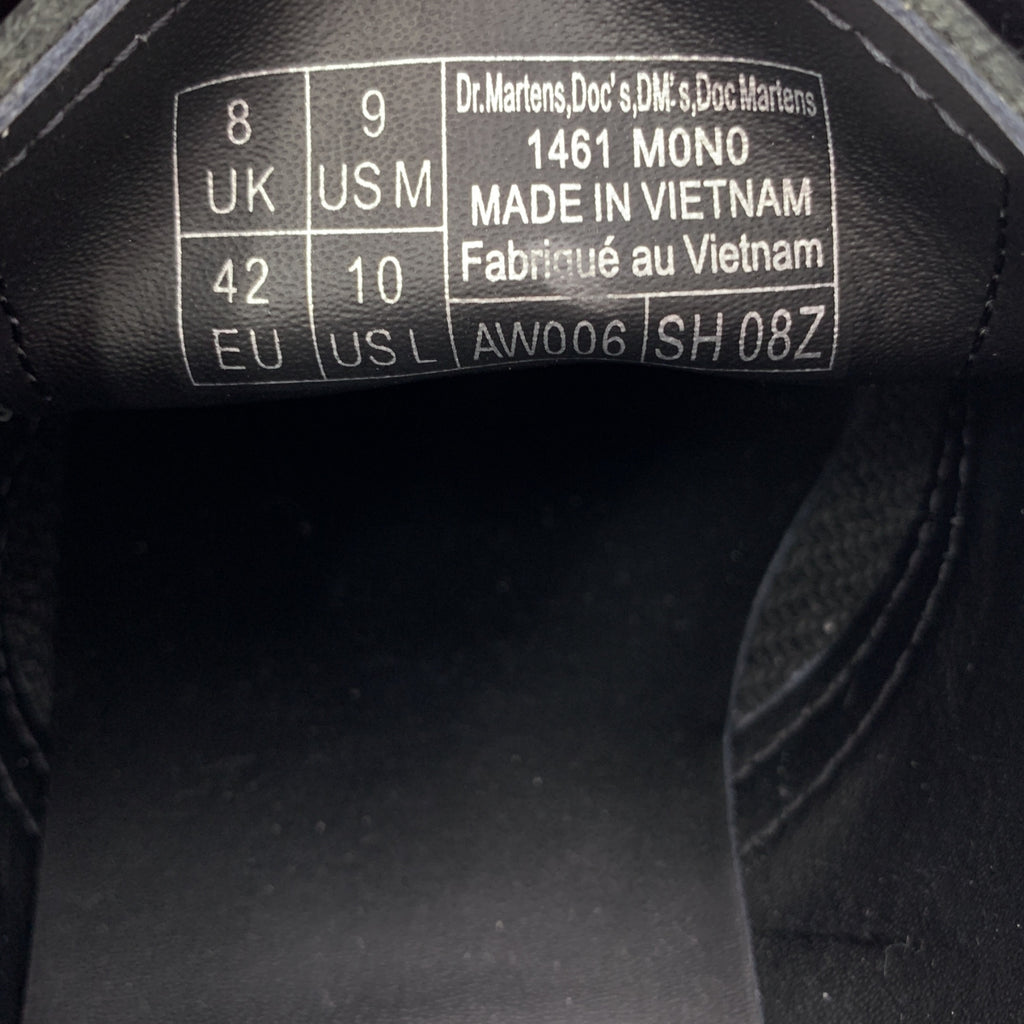 8
UK
9
US M
42
EU
10
US L
Dr.Martens,Doc's,DM's,Doc Martens
1461 MONO
MADE IN VIETNAM
Fabriqué au Vietnam
AW006
SH 08Z